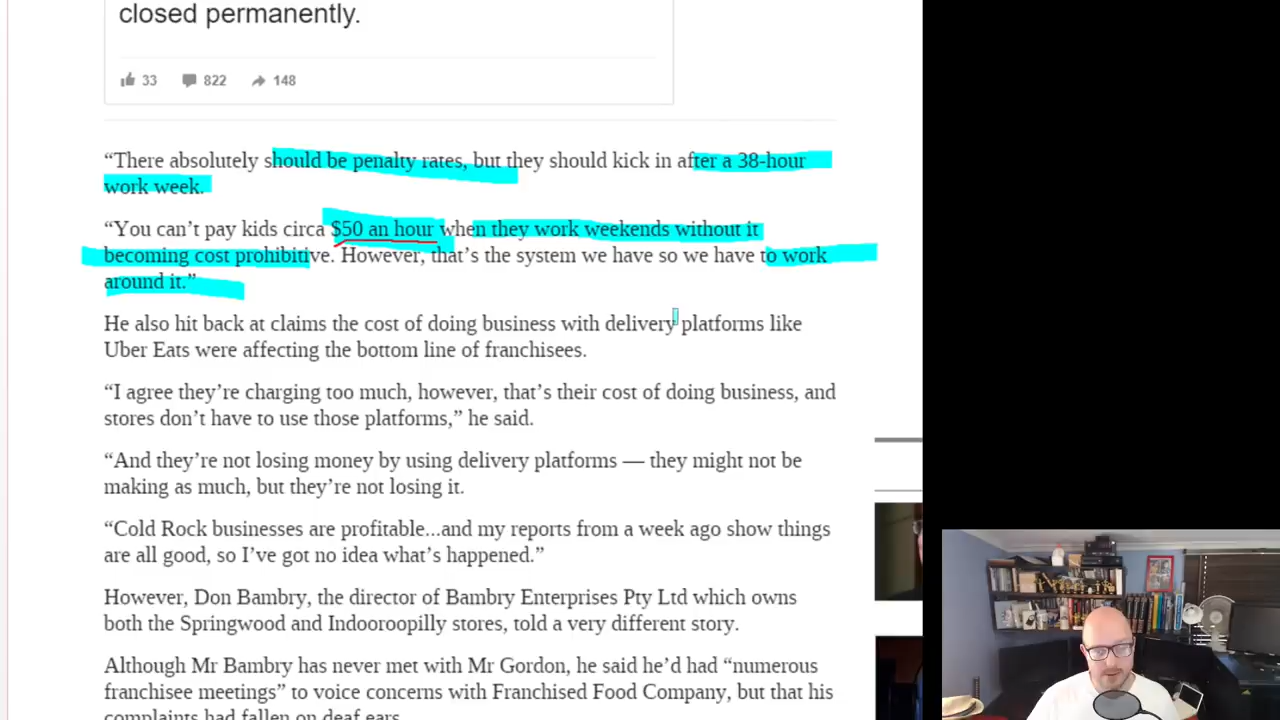 closed permanently.
33 822 148
“There absolutely should be penalty rates, but they should kick in after a 38-hour
work week.
“You can’t pay kids circa $50 an hour when they work weekends without it
becoming cost prohibitive. However, that’s the system we have so we have to work
around it.”
He also hit back at claims the cost of doing business with delivery platforms like
Uber Eats were affecting the bottom line of franchisees.
“I agree they’re charging too much, however, that’s their cost of doing business, and
stores don’t have to use those platforms,” he said.
“And they’re not losing money by using delivery platforms — they might not be
making as much, but they’re not losing it.
“Cold Rock businesses are profitable...and my reports from a week ago show things
are all good, so I’ve got no idea what’s happened.”
However, Don Bambry, the director of Bambry Enterprises Pty Ltd which owns
both the Springwood and Indooroopilly stores, told a very different story.
Although Mr Bambry has never met with Mr Gordon, he said he’d had “numerous
franchisee meetings” to voice concerns with Franchised Food Company, but that his
complaints had fallen on deaf ears